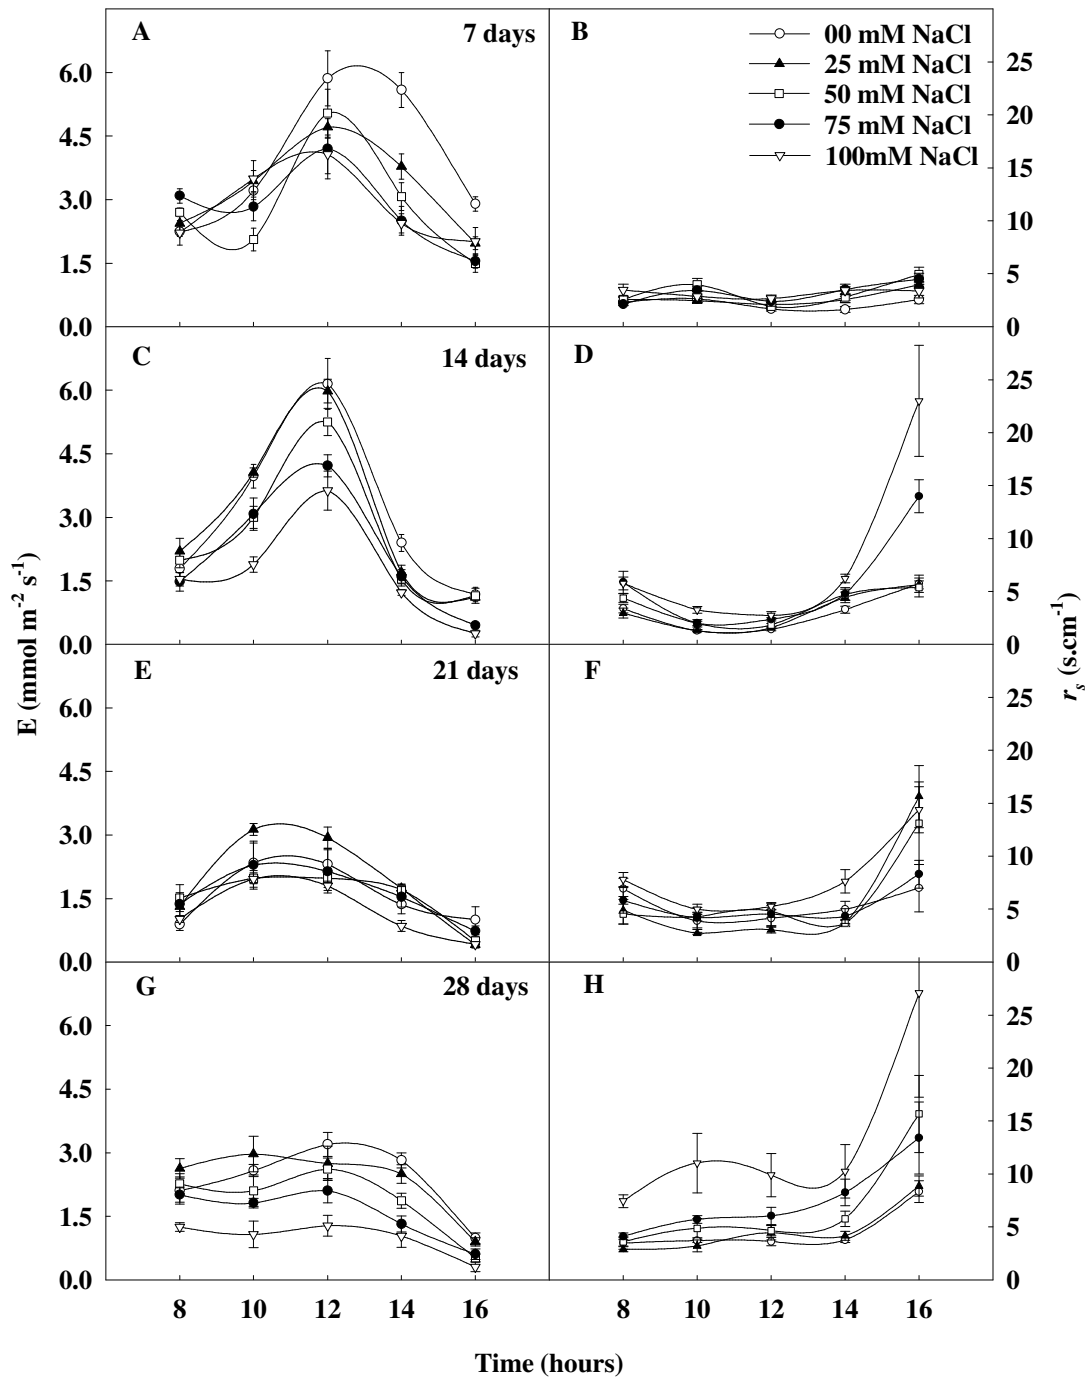 A
7 days
B
00 mM NaCl
25 mM NaCl
50 mM NaCl
75 mM NaCl
100mM NaCl
6.0
4.5
3.0
1.5
0.0
25
20
15
10
5
0
C
14 days
D
6.0
4.5
3.0
1.5
0.0
25
20
15
10
5
0
E (mmol m⁻² s⁻¹)
rₛ (s.cm⁻¹)
E
21 days
F
6.0
4.5
3.0
1.5
0.0
25
20
15
10
5
0
G
28 days
H
6.0
4.5
3.0
1.5
0.0
25
20
15
10
5
0
8 10 12 14 16 8 10 12 14 16
Time (hours)